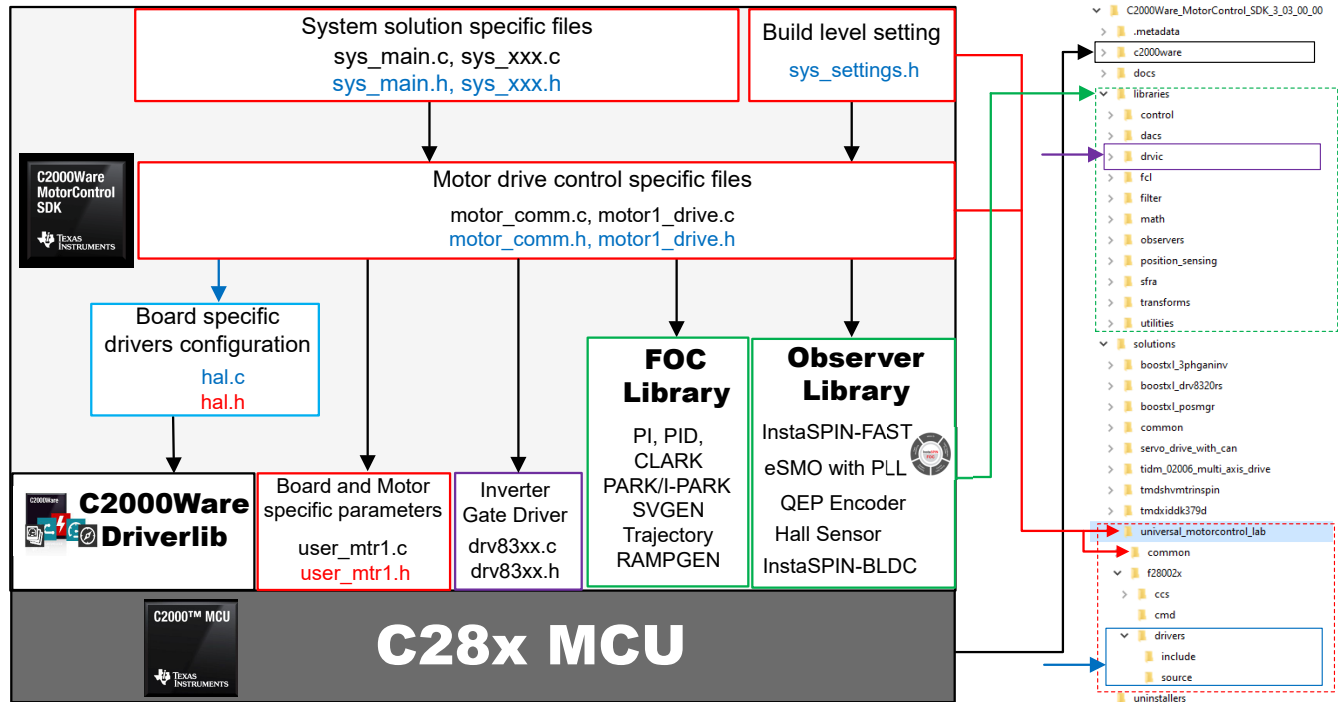 System solution specific files
sys_main.c, sys_xxx.c
sys_main.h, sys_xxx.h
Build level setting
sys_settings.h
C2000Ware
MotorControl
SDK
TEXAS
INSTRUMENTS
Motor drive control specific files
motor_comm.c, motor1_drive.c
motor_comm.h, motor1_drive.h
Board specific
drivers configuration
hal.c
hal.h
FOC
Library
PI, PID,
CLARK
PARK/I-PARK
SVGEN
Trajectory
RAMPGEN
Observer
Library
InstaSPIN-FAST
eSMO with PLL
QEP Encoder
Hall Sensor
InstaSPIN-BLDC
C2000Ware
C2000Ware
Driverlib
Board and Motor
specific parameters
user_mtr1.c
user_mtr1.h
Inverter
Gate Driver
drv83xx.c
drv83xx.h
C2000™ MCU
TEXAS
INSTRUMENTS
C28x MCU
C2000Ware_MotorControl_SDK_3_03_00_00
.metadata
c2000ware
docs
libraries
control
dacs
drvic
fcl
filter
math
observers
position_sensing
sfra
transforms
utilities
solutions
boostxl_3phganinv
boostxl_drv8320rs
boostxl_posmgr
common
servo_drive_with_can
tidm_02006_multi_axis_drive
tmdshvmtrinspin
tmdxiddk379d
universal_motorcontrol_lab
common
f28002x
ccs
cmd
drivers
include
source
uninstallers